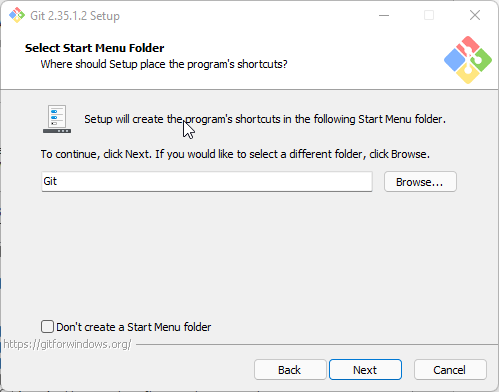 Git 2.35.1.2 Setup
Select Start Menu Folder
Where should Setup place the program's shortcuts?
Setup will create the program's shortcuts in the following Start Menu folder.
To continue, click Next. If you would like to select a different folder, click Browse.
Git
Browse...
Don't create a Start Menu folder
https://gitforwindows.org/
Back
Next
Cancel